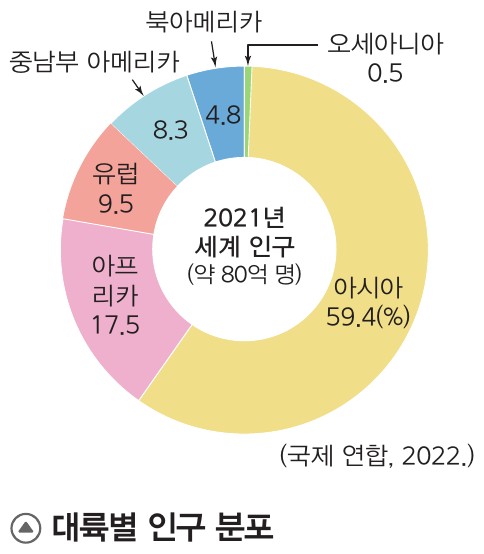 북아메리카
오세아니아
0.5
중남부 아메리카
4.8
8.3
유럽
9.5
2021년
세계 인구
(약 80억 명)
아프
리카
17.5
아시아
59.4(%)
(국제 연합, 2022.)
대륙별 인구 분포